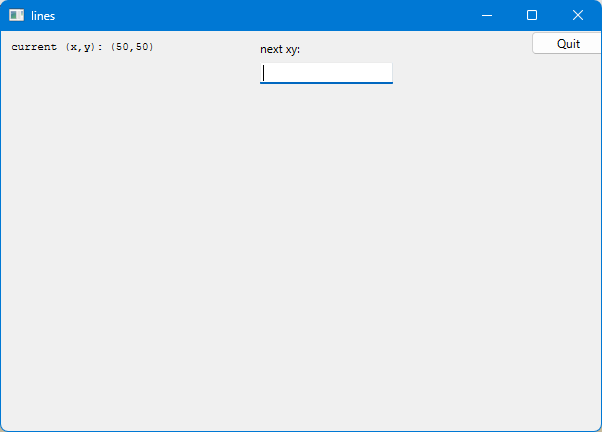 lines
current (x,y): (50,50)
next xy:
Quit